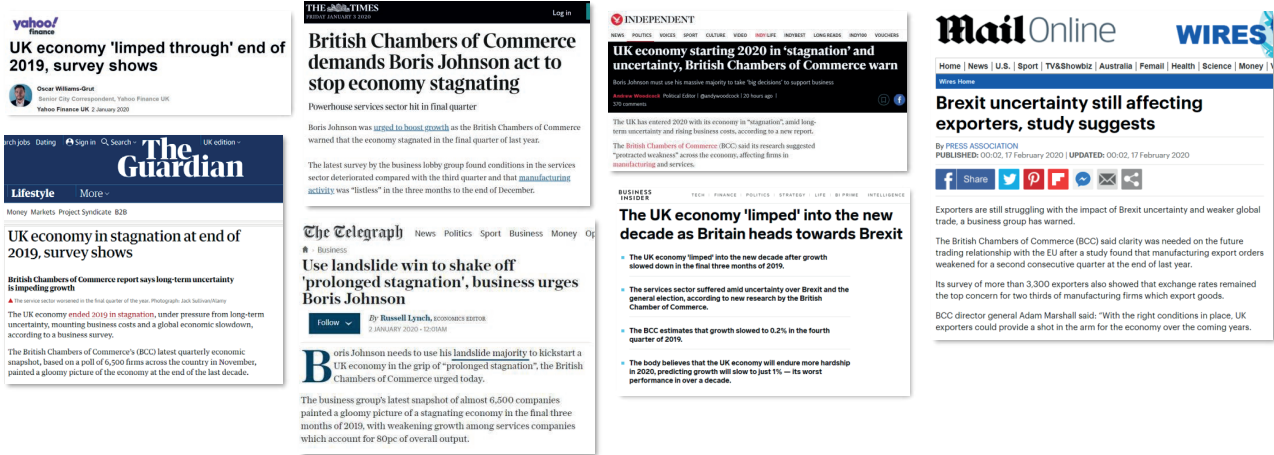 yahoo!
finance
UK economy 'limped through' end of
2019, survey shows
Oscar Williams-Grut
Senior City Correspondent, Yahoo Finance UK
Yahoo Finance UK 2 January 2020
rch jobs Dating Sign in Search
The
Guardian
UK edition
Lifestyle More
Money Markets Project Syndicate B2B
UK economy in stagnation at end of
2019, survey shows
British Chambers of Commerce report says long-term uncertainty
is impeding growth
The service sector worsened in the final quarter of the year. Photograph: Jack Sullivan/Alamy
The UK economy ended 2019 in stagnation, under pressure from long-term
uncertainty, mounting business costs and a global economic slowdown,
according to a business survey.
The British Chambers of Commerce's (BCC) latest quarterly economic
snapshot, based on a poll of 6,500 firms across the country in November,
painted a gloomy picture of the economy at the end of the last decade.
THE TIMES
FRIDAY JANUARY 3 2020
Log in
British Chambers of Commerce
demands Boris Johnson act to
stop economy stagnating
Powerhouse services sector hit in final quarter
Boris Johnson was urged to boost growth as the British Chambers of Commerce
warned that the economy stagnated in the final quarter of last year.
The latest survey by the business lobby group found conditions in the services
sector deteriorated compared with the third quarter and that manufacturing
activity was “listless” in the three months to the end of December.
The Telegraph News Politics Sport Business Money Op
Business
Use landslide win to shake off
'prolonged stagnation', business urges
Boris Johnson
Follow
By Russell Lynch, ECONOMICS EDITOR
2 JANUARY 2020 • 12:01AM
Boris Johnson needs to use his landslide majority to kickstart a
UK economy in the grip of “prolonged stagnation”, the British
Chambers of Commerce urged today.
The business group's latest snapshot of almost 6,500 companies
painted a gloomy picture of a stagnating economy in the final three
months of 2019, with weakening growth among services companies
which account for 80pc of overall output.
INDEPENDENT
NEWS POLITICS VOICES SPORT CULTURE VIDEO INDY/LIFE INDYBEST LONG READS INDY100 VOUCHERS
UK economy starting 2020 in ‘stagnation’ and
uncertainty, British Chambers of Commerce warn
Boris Johnson must use his massive majority to take 'big decisions' to support business
Andrew Woodcock Political Editor | @andywoodcock | 20 hours ago |
370 comments
The UK has entered 2020 with its economy in “stagnation”, amid long-
term uncertainty and rising business costs, according to a new report.
The British Chambers of Commerce (BCC) said its research suggested
“protracted weakness” across the economy, affecting firms in
manufacturing and services.
BUSINESS
INSIDER
TECH FINANCE POLITICS STRATEGY LIFE BI PRIME INTELLIGENCE
The UK economy 'limped' into the new
decade as Britain heads towards Brexit
The UK economy 'limped' into the new decade after growth
slowed down in the final three months of 2019.
The services sector suffered amid uncertainty over Brexit and the
general election, according to new research by the British
Chamber of Commerce.
The BCC estimates that growth slowed to 0.2% in the fourth
quarter of 2019.
The body believes that the UK economy will endure more hardship
in 2020, predicting growth will slow to just 1% — its worst
performance in over a decade.
Mail Online
WIRES
Home | News | U.S. | Sport | TV&Showbiz | Australia | Femail | Health | Science | Money |
Wires Home
Brexit uncertainty still affecting
exporters, study suggests
By PRESS ASSOCIATION
PUBLISHED: 00:02, 17 February 2020 | UPDATED: 00:02, 17 February 2020
Share
Exporters are still struggling with the impact of Brexit uncertainty and weaker global
trade, a business group has warned.
The British Chambers of Commerce (BCC) said clarity was needed on the future
trading relationship with the EU after a study found that manufacturing export orders
weakened for a second consecutive quarter at the end of last year.
Its survey of more than 3,300 exporters also showed that exchange rates remained
the top concern for two thirds of manufacturing firms which export goods.
BCC director general Adam Marshall said: “With the right conditions in place, UK
exporters could provide a shot in the arm for the economy over the coming years.